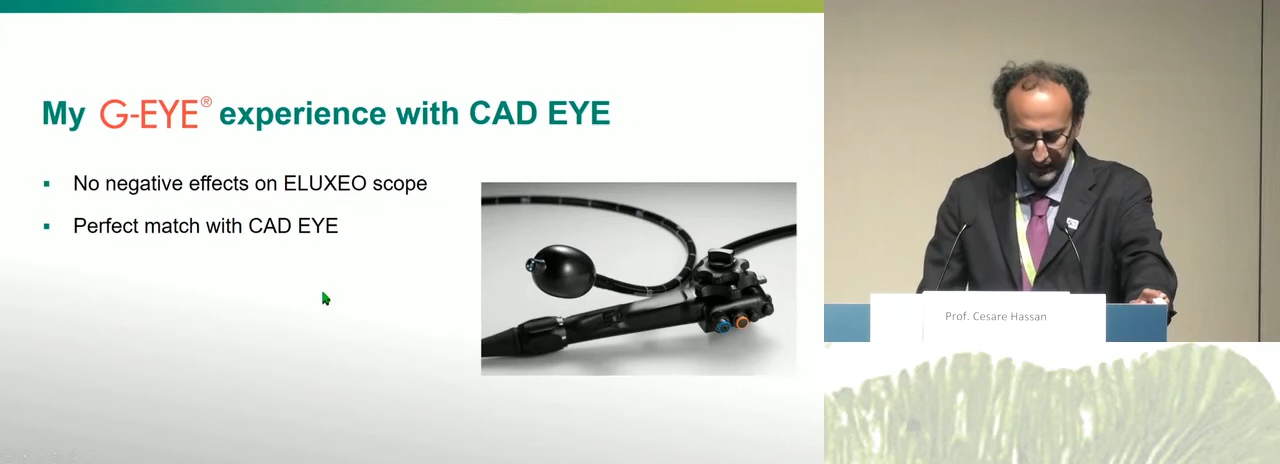 My G-EYE® experience with CAD EYE
▪ No negative effects on ELUXEO scope
▪ Perfect match with CAD EYE
Prof. Cesare Hassan